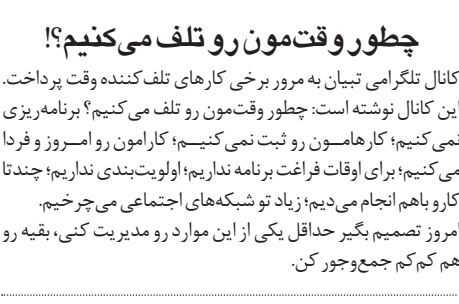 چطور وقت‌مون رو تلف می‌کنیم؟!
کانال تلگرامی تبیان به مرور برخی کارهای تلف‌کننده وقت پرداخت.
این کانال نوشته است: چطور وقت‌مون رو تلف می‌کنیم؟ برنامه‌ریزی
نمی‌کنیم؛ کارهامــون رو ثبت نمی‌کنیــم؛ کارامون رو امــروز و فردا
می‌کنیم؛ برای اوقات فراغت برنامه نداریم؛ اولویت‌بندی نداریم؛ چندتا
کارو باهم انجام می‌دیم؛ زیاد تو شبکه‌های اجتماعی می‌چرخیم.
امروز تصمیم بگیر حداقل یکی از این موارد رو مدیریت کنی، بقیه رو
هم کم‌کم جمع‌وجور کن.